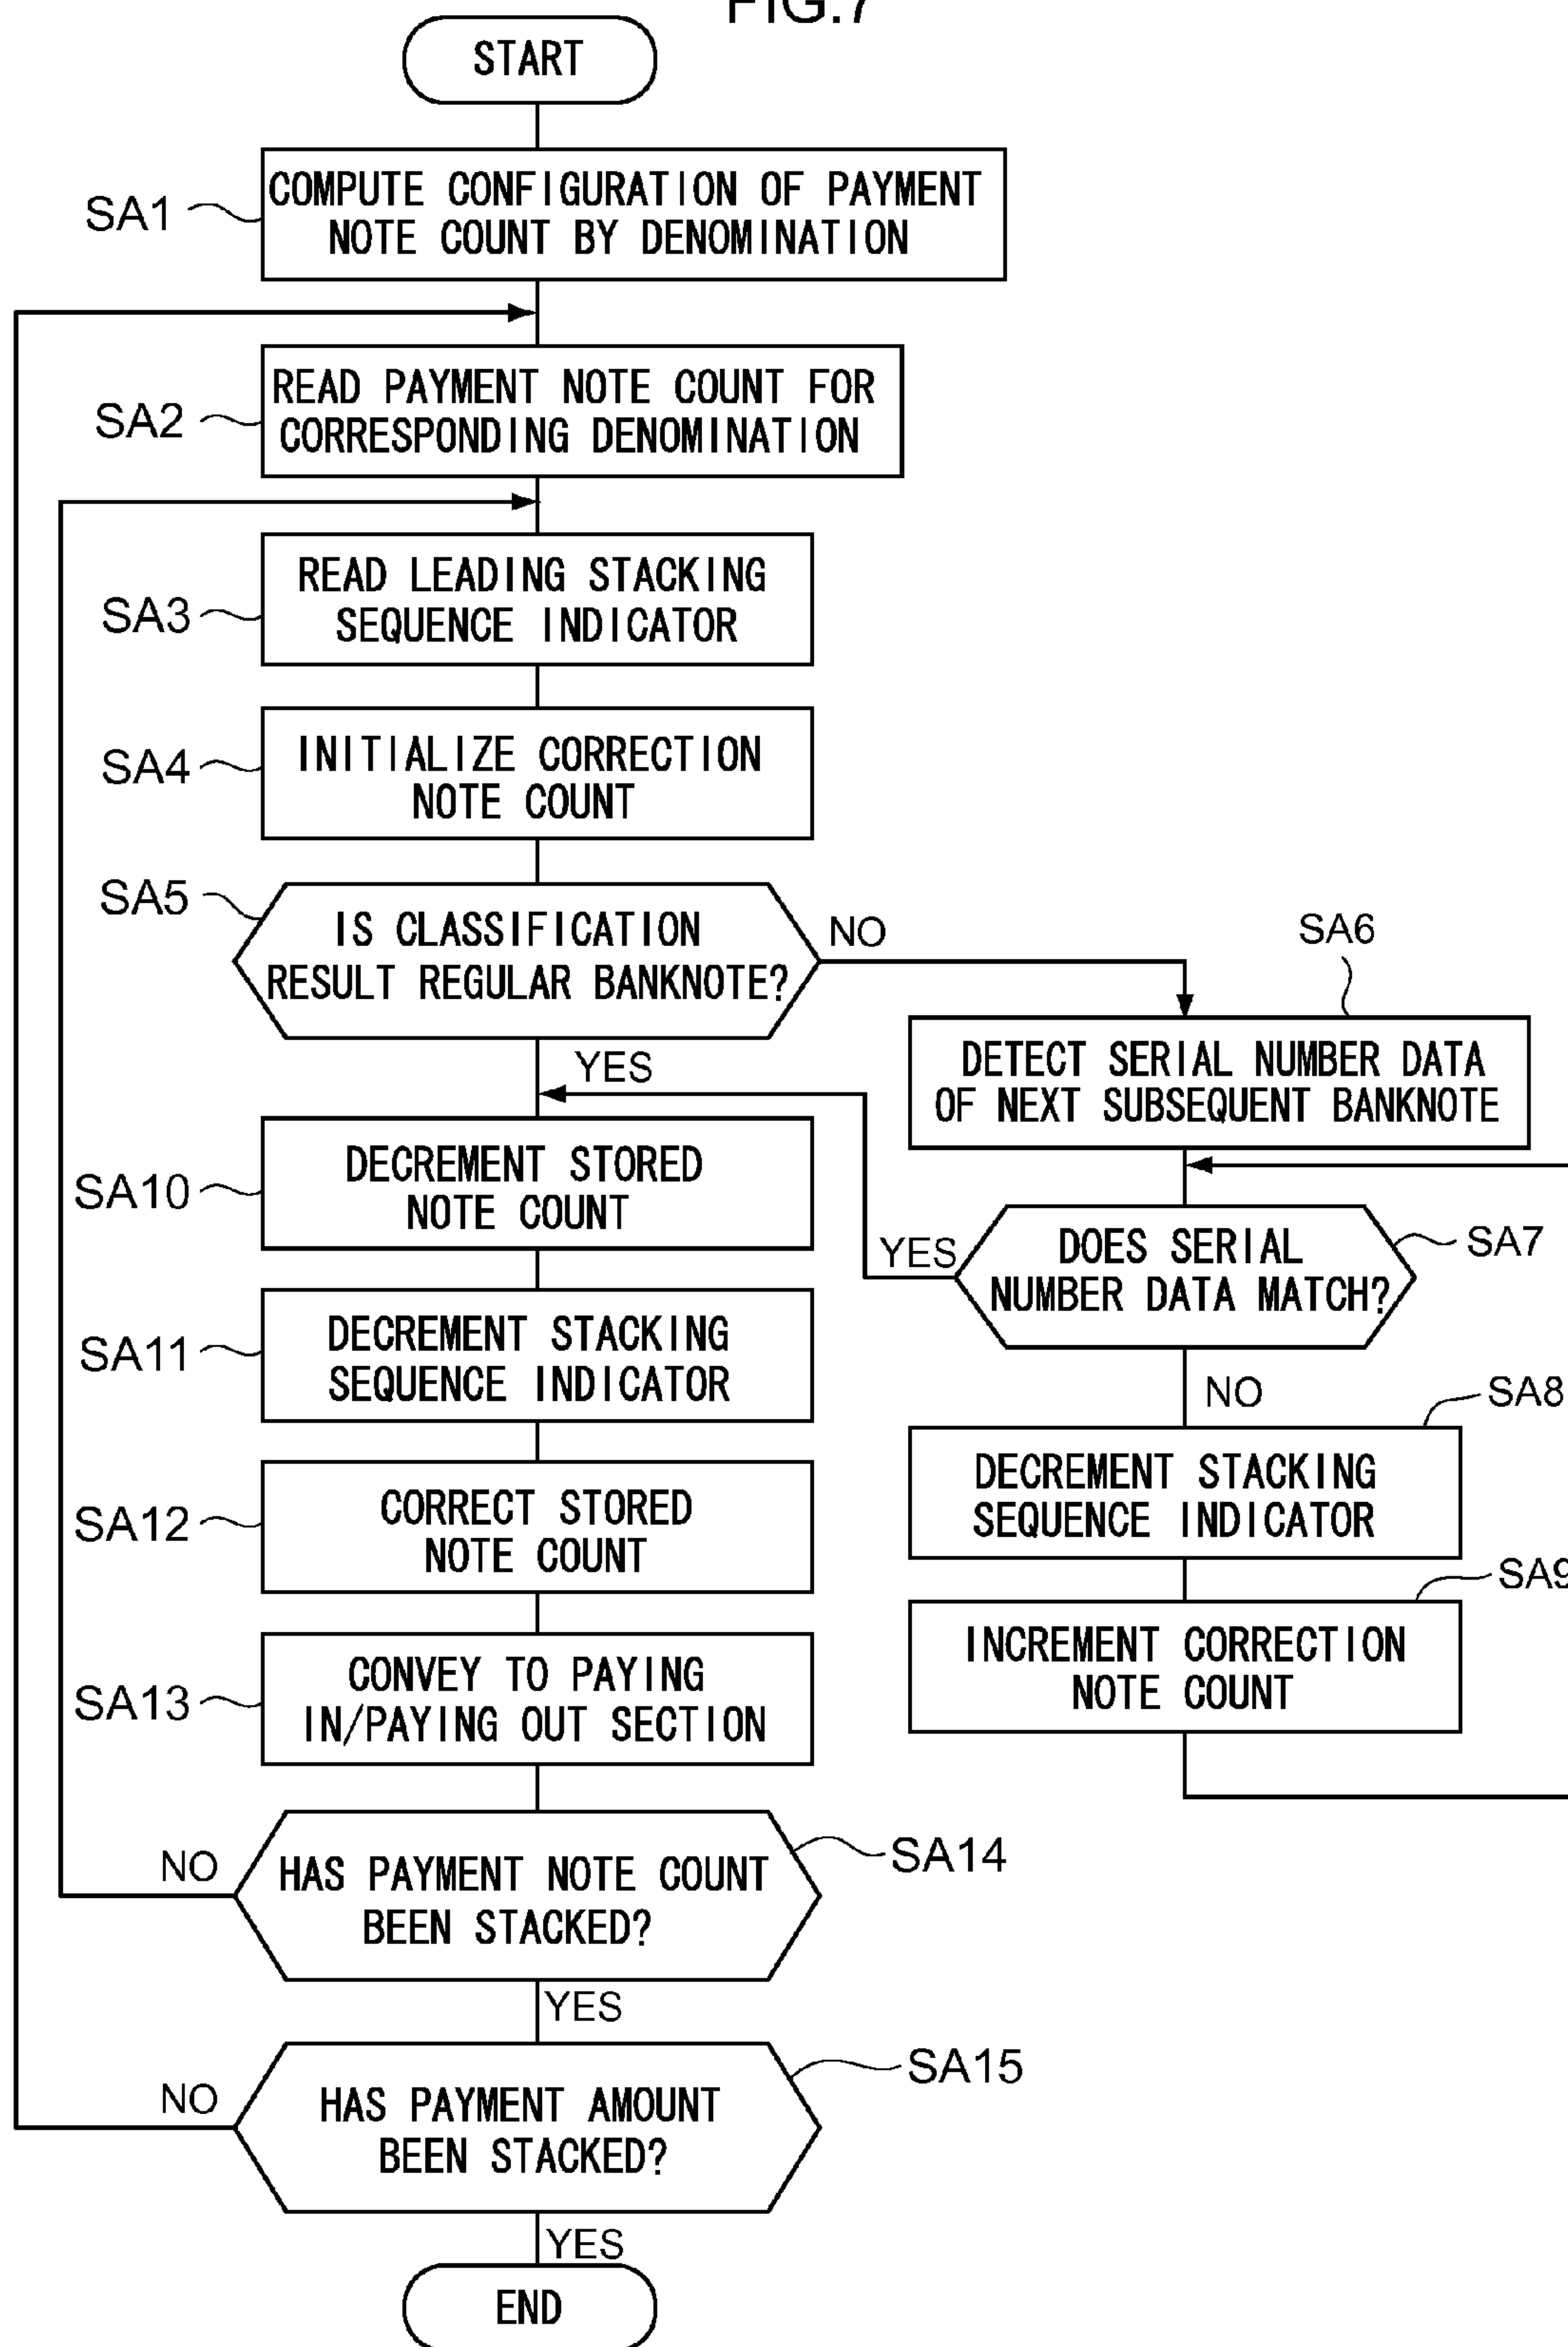 FIG.7
START
SA1
COMPUTE CONFIGURATION OF PAYMENT
NOTE COUNT BY DENOMINATION
SA2
READ PAYMENT NOTE COUNT FOR
CORRESPONDING DENOMINATION
SA3
READ LEADING STACKING
SEQUENCE INDICATOR
SA4
INITIALIZE CORRECTION
NOTE COUNT
SA5
IS CLASSIFICATION
RESULT REGULAR BANKNOTE?
NO
YES
SA6
DETECT SERIAL NUMBER DATA
OF NEXT SUBSEQUENT BANKNOTE
SA7
DOES SERIAL
NUMBER DATA MATCH?
YES
NO
SA8
DECREMENT STACKING
SEQUENCE INDICATOR
SA9
INCREMENT CORRECTION
NOTE COUNT
SA10
DECREMENT STORED
NOTE COUNT
SA11
DECREMENT STACKING
SEQUENCE INDICATOR
SA12
CORRECT STORED
NOTE COUNT
SA13
CONVEY TO PAYING
IN/PAYING OUT SECTION
SA14
HAS PAYMENT NOTE COUNT
BEEN STACKED?
NO
YES
SA15
HAS PAYMENT AMOUNT
BEEN STACKED?
NO
YES
END